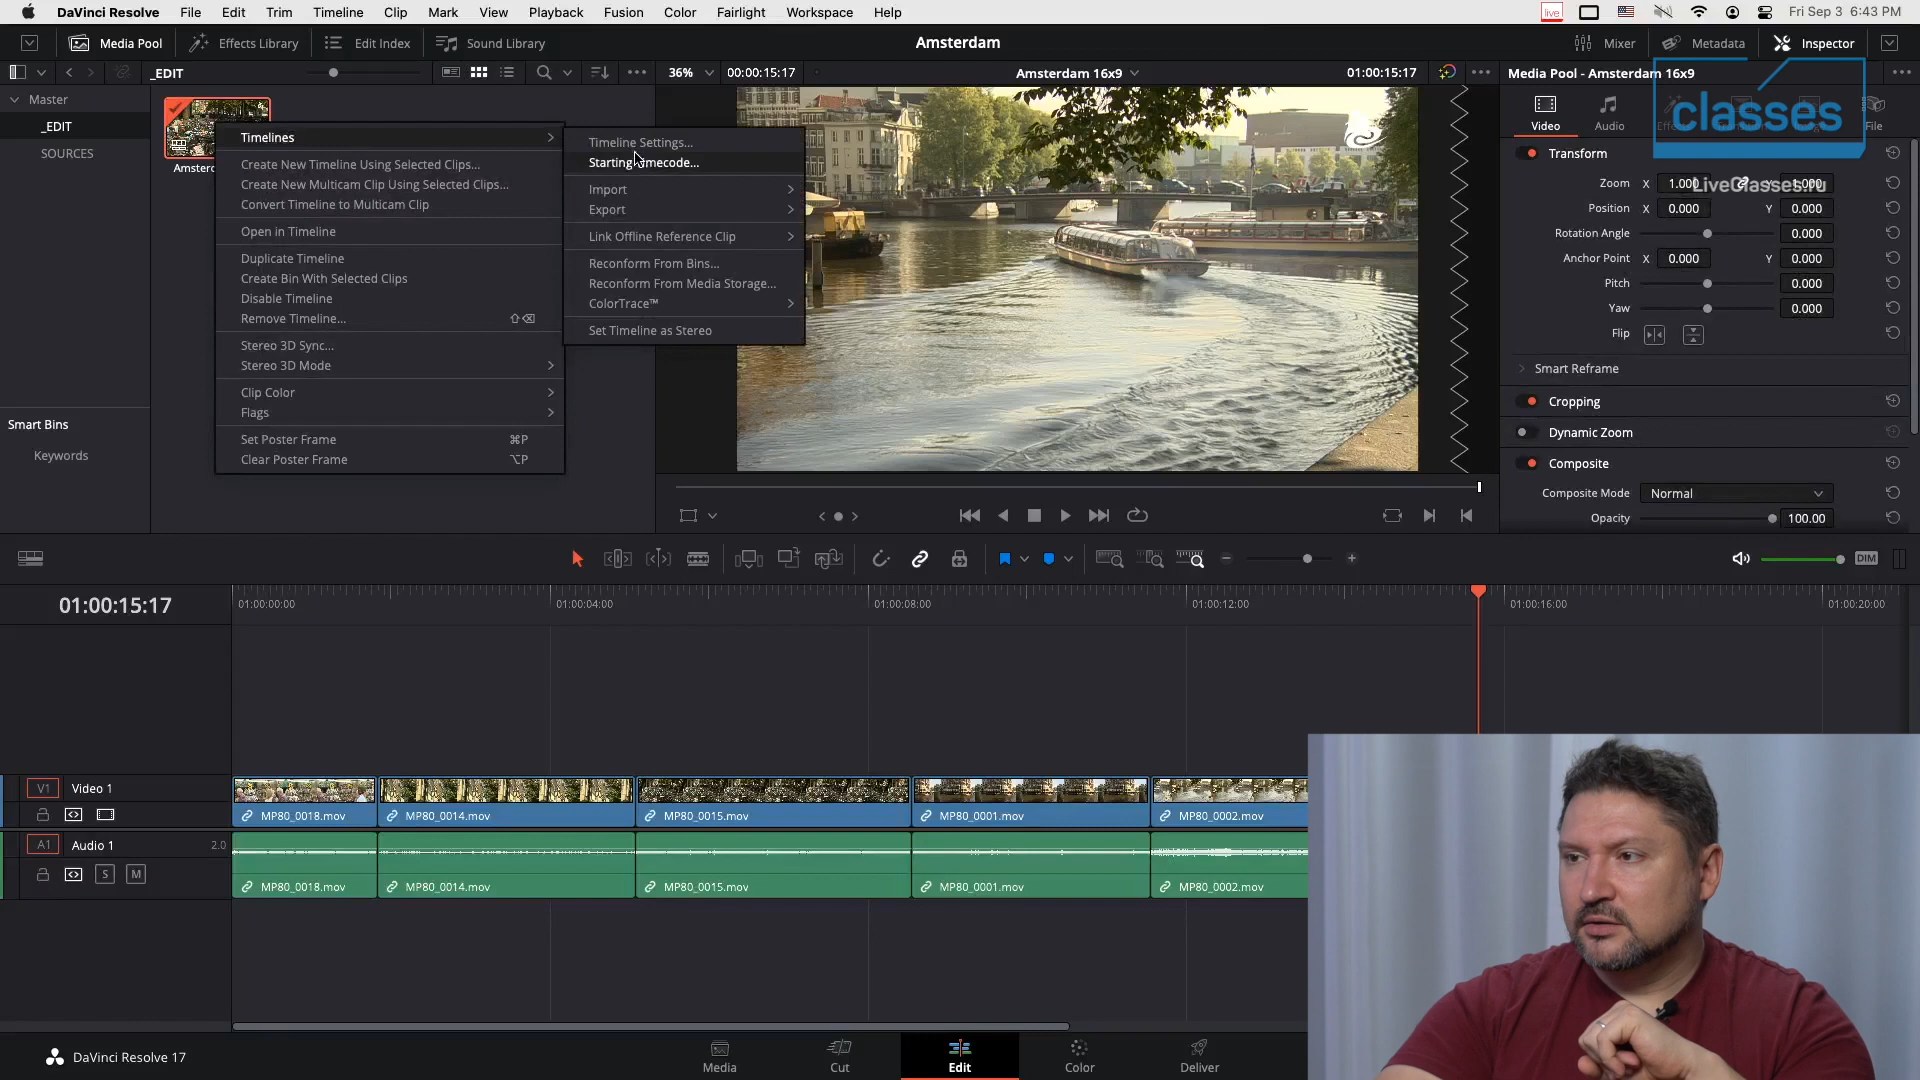 DaVinci Resolve File Edit Trim Timeline Clip Mark View Playback Fusion Color Fairlight Workspace Help live Fri Sep 3 6:43 PM
Media Pool Effects Library Edit Index Sound Library Amsterdam Mixer Metadata Inspector
_EDIT 36% 00:00:15:17 Amsterdam 16x9 01:00:15:17 Media Pool - Amsterdam 16x9
classes
LiveClasses.ru
Master
_EDIT
SOURCES
Smart Bins
Keywords
Timelines
Create New Timeline Using Selected Clips...
Create New Multicam Clip Using Selected Clips...
Convert Timeline to Multicam Clip
Open in Timeline
Duplicate Timeline
Create Bin With Selected Clips
Disable Timeline
Remove Timeline... ⇧⌫
Stereo 3D Sync...
Stereo 3D Mode
Clip Color
Flags
Set Poster Frame ⌘P
Clear Poster Frame ⌥P
Timeline Settings...
Import
Export
Link Offline Reference Clip
Reconform From Bins...
Reconform From Media Storage...
ColorTrace™
Set Timeline as Stereo
Video Audio File
Transform
Zoom X 1.000 Y 1.000
Position X 0.000 Y 0.000
Rotation Angle 0.000
Anchor Point X 0.000 Y 0.000
Pitch 0.000
Yaw 0.000
Flip
Smart Reframe
Cropping
Dynamic Zoom
Composite
Composite Mode Normal
Opacity 100.00
DIM
01:00:15:17
01:00:00:00 01:00:04:00 01:00:08:00 01:00:12:00 01:00:16:00 01:00:20:00
V1 Video 1
MP80_0018.mov MP80_0014.mov MP80_0015.mov MP80_0001.mov MP80_0002.mov
A1 Audio 1 2.0
S M
MP80_0018.mov MP80_0014.mov MP80_0015.mov MP80_0001.mov MP80_0002.mov
DaVinci Resolve 17
Media Cut Edit Color Deliver